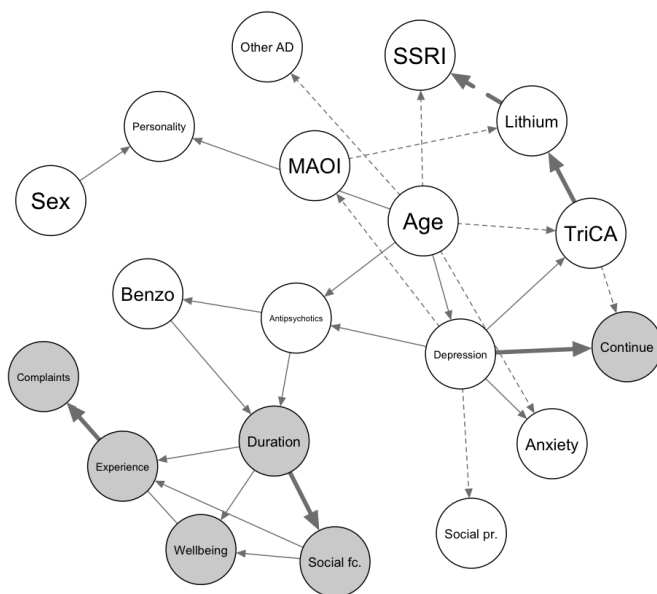 Other AD
SSRI
Personality
Lithium
MAOI
Sex
Age
TriCA
Benzo
Antipsychotics
Depression
Continue
Complaints
Duration
Anxiety
Experience
Social pr.
Wellbeing
Social fc.